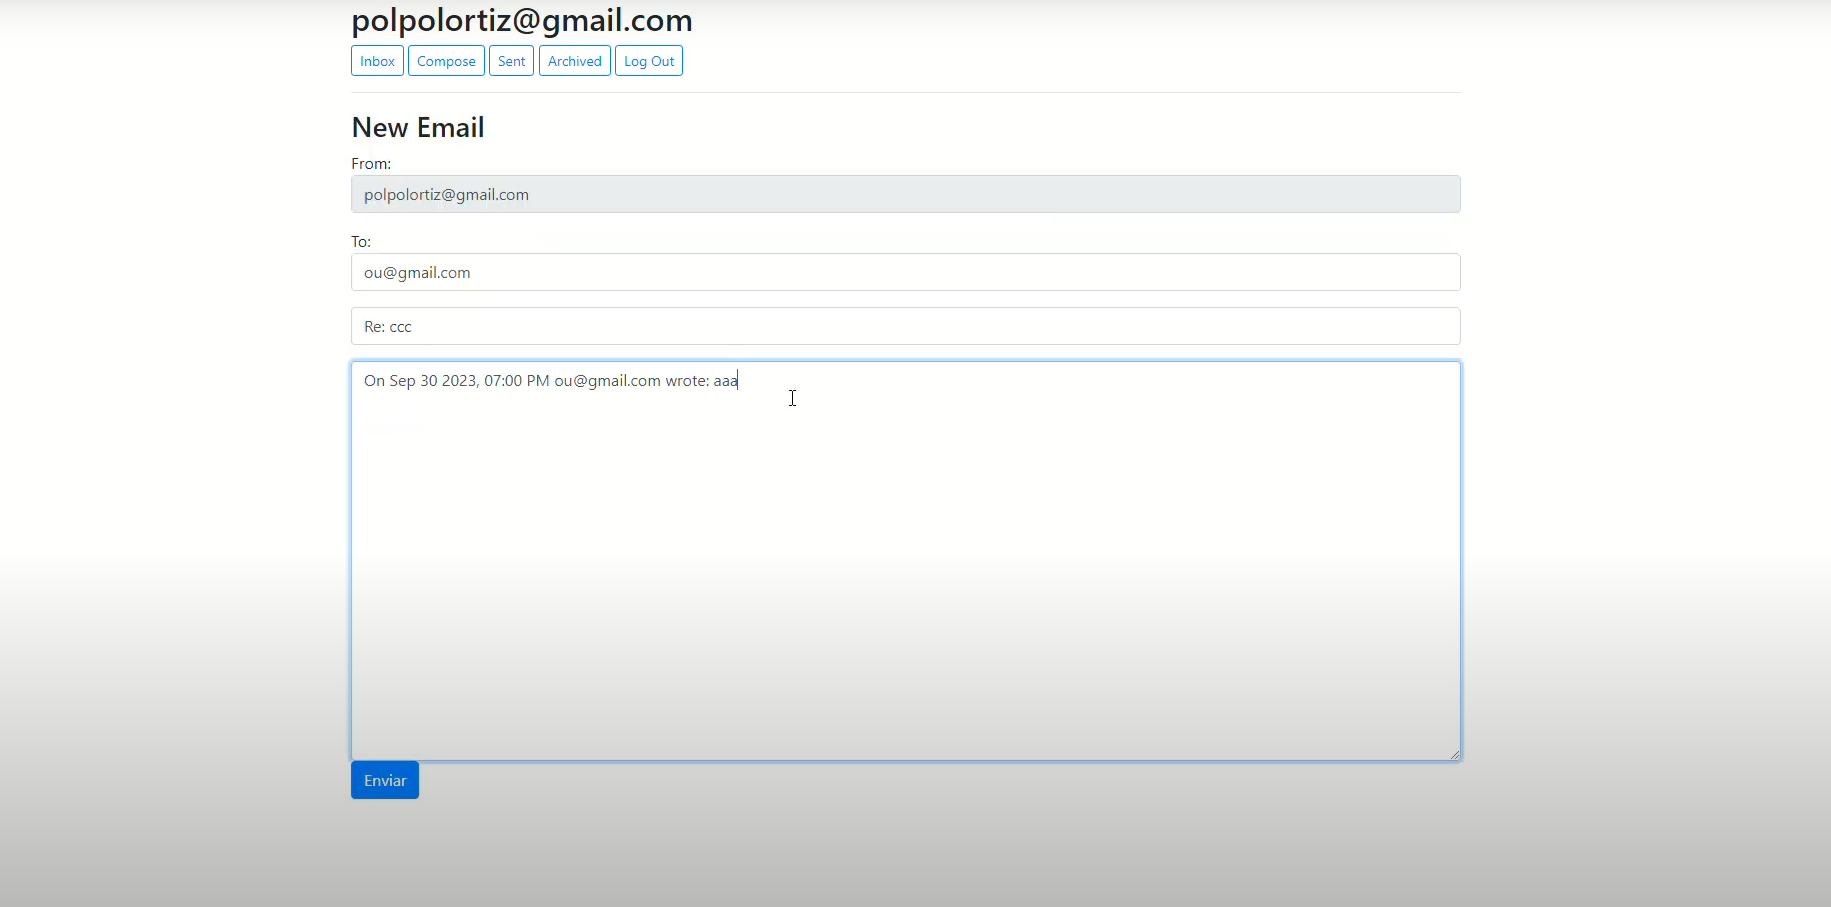 polpolortiz@gmail.com
Inbox Compose Sent Archived Log Out
New Email
From:
polpolortiz@gmail.com
To:
ou@gmail.com
Re: ccc
On Sep 30 2023, 07:00 PM ou@gmail.com wrote: aaa
Enviar